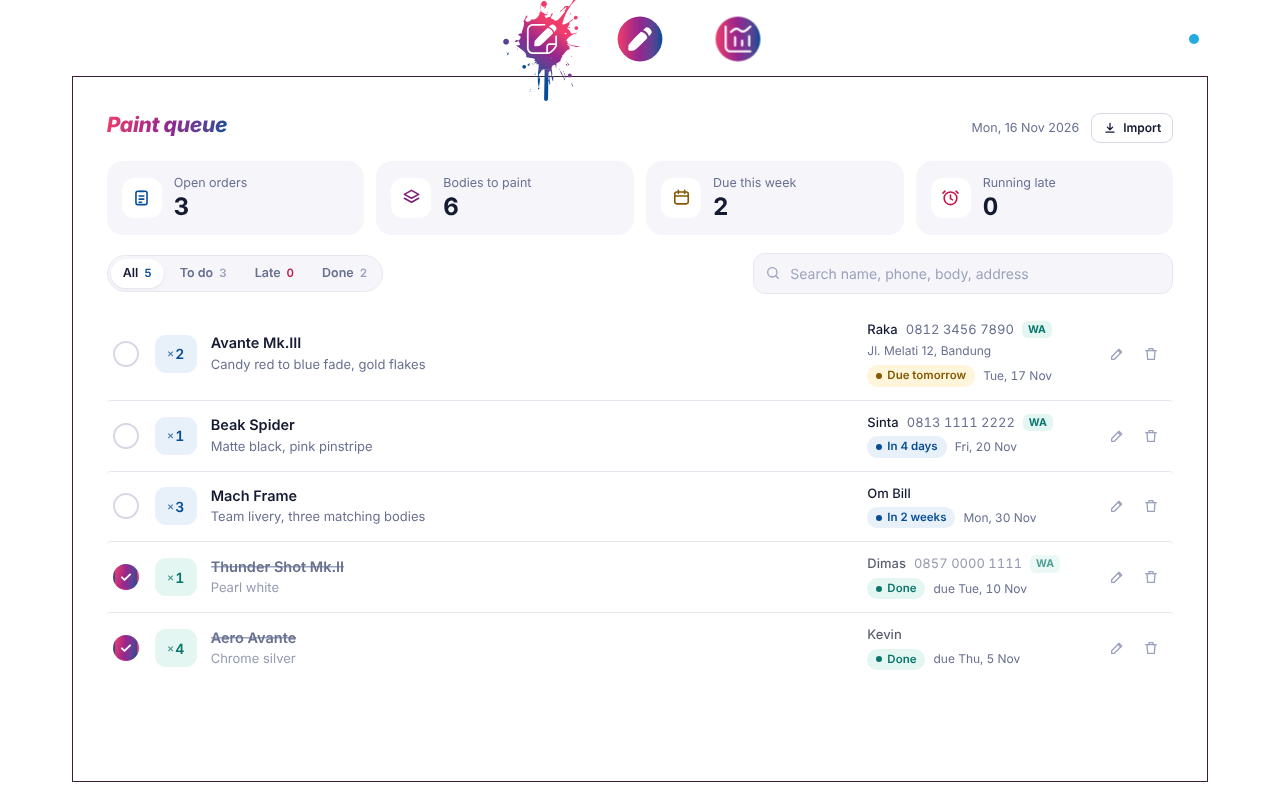 Paint queue
Mon, 16 Nov 2026
Import
Open orders
3
Bodies to paint
6
Due this week
2
Running late
0
All 5
To do 3
Late 0
Done 2
Search name, phone, body, address
×2
Avante Mk.III
Candy red to blue fade, gold flakes
Raka 0812 3456 7890 WA
Jl. Melati 12, Bandung
Due tomorrow Tue, 17 Nov
×1
Beak Spider
Matte black, pink pinstripe
Sinta 0813 1111 2222 WA
In 4 days Fri, 20 Nov
×3
Mach Frame
Team livery, three matching bodies
Om Bill
In 2 weeks Mon, 30 Nov
×1
Thunder Shot Mk.II
Pearl white
Dimas 0857 0000 1111 WA
Done due Tue, 10 Nov
×4
Aero Avante
Chrome silver
Kevin
Done due Thu, 5 Nov